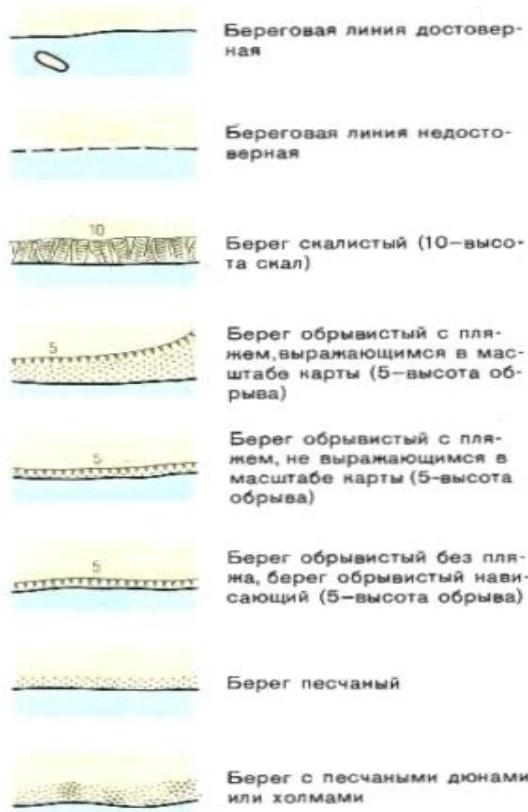 Береговая линия достовер-
ная
Береговая линия недосто-
верная
10
Берег скалистый (10–высо-
та скал)
5
Берег обрывистый с пля-
жем,выражающимся в мас-
штабе карты (5–высота об-
рыва)
5
Берег обрывистый с пля-
жем, не выражающимся в
масштабе карты (5-высота
обрыва)
5
Берег обрывистый без пля-
жа, берег обрывистый нави-
сающий (5–высота обрыва)
Берег песчаный
Берег с песчаными дюнами
или холмами